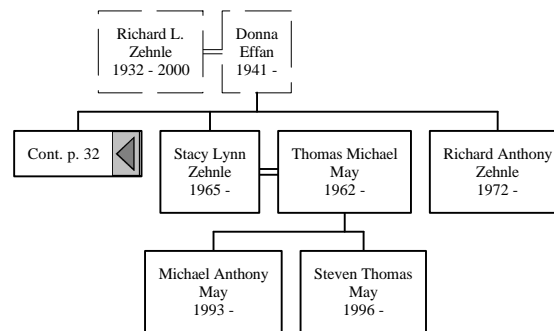 Richard L.
Zehnle
1932 - 2000
Donna
Effan
1941 -
Cont. p. 32
Stacy Lynn
Zehnle
1965 -
Thomas Michael
May
1962 -
Richard Anthony
Zehnle
1972 -
Michael Anthony
May
1993 -
Steven Thomas
May
1996 -